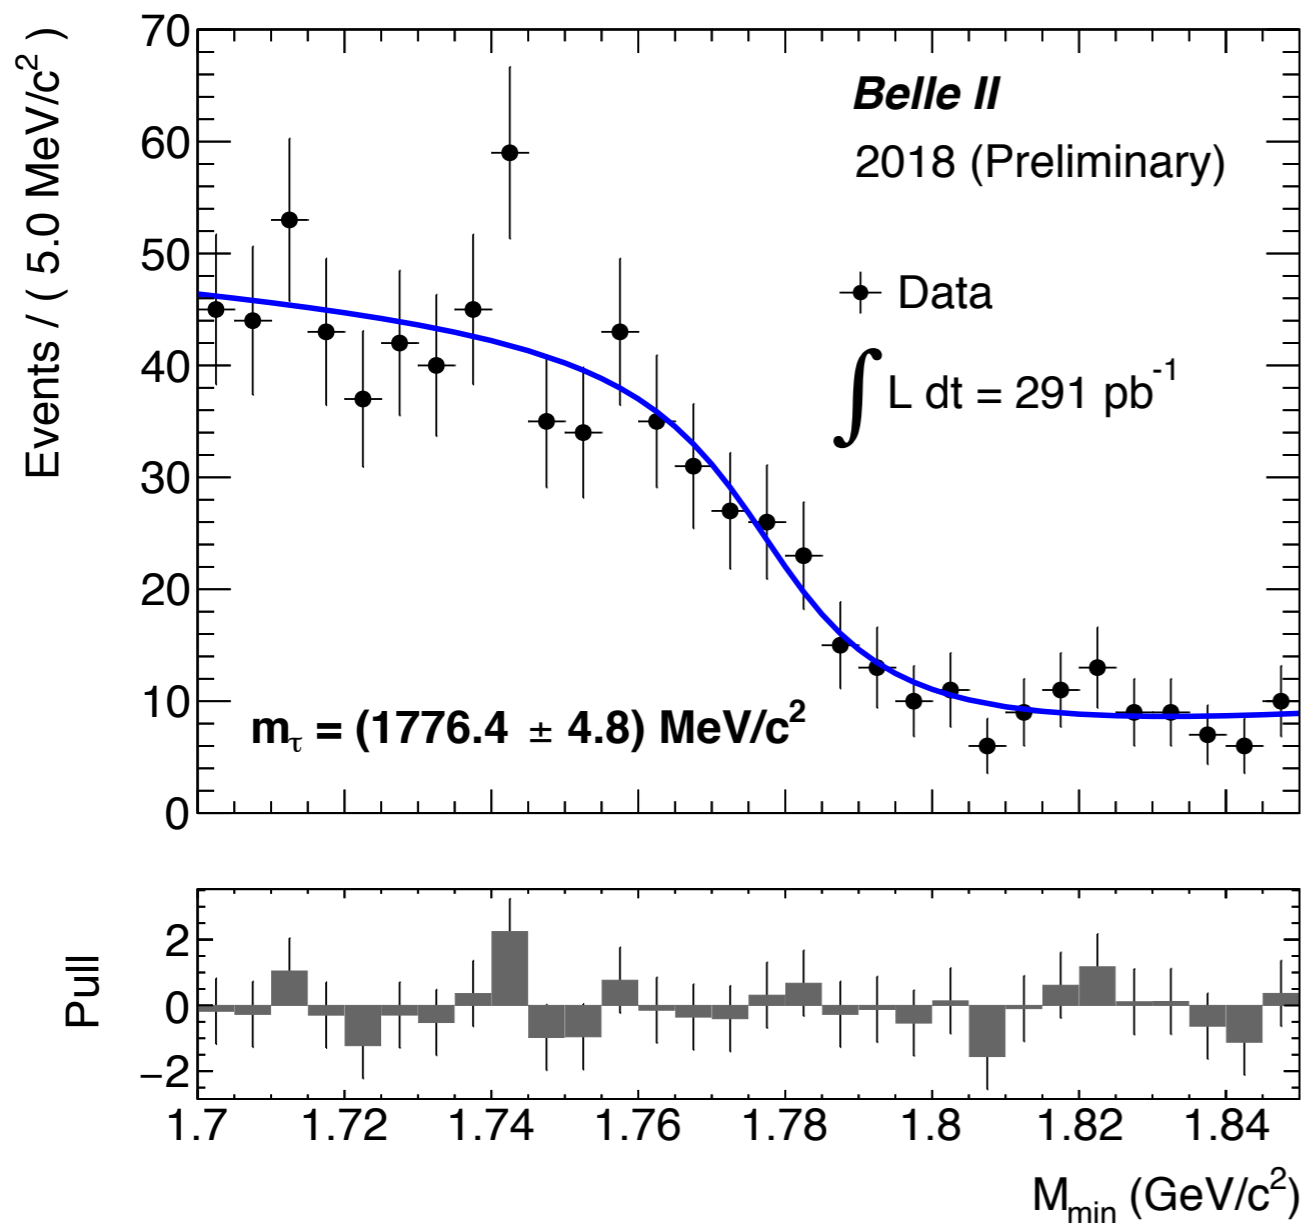 Events / ( 5.0 MeV/c²)
70
60
50
40
30
20
10
0
Belle II
2018 (Preliminary)
Data
∫ L dt = 291 pb⁻¹
mτ = (1776.4 ± 4.8) MeV/c²
Pull
2
0
−2
1.7 1.72 1.74 1.76 1.78 1.8 1.82 1.84
Mmin (GeV/c²)